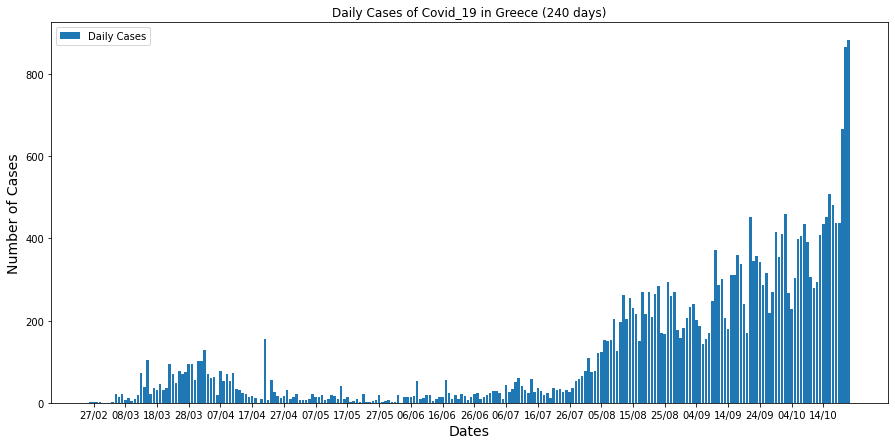 Daily Cases of Covid_19 in Greece (240 days)
Daily Cases
Number of Cases
800
600
400
200
0
27/02 08/03 18/03 28/03 07/04 17/04 27/04 07/05 17/05 27/05 06/06 16/06 26/06 06/07 16/07 26/07 05/08 15/08 25/08 04/09 14/09 24/09 04/10 14/10
Dates